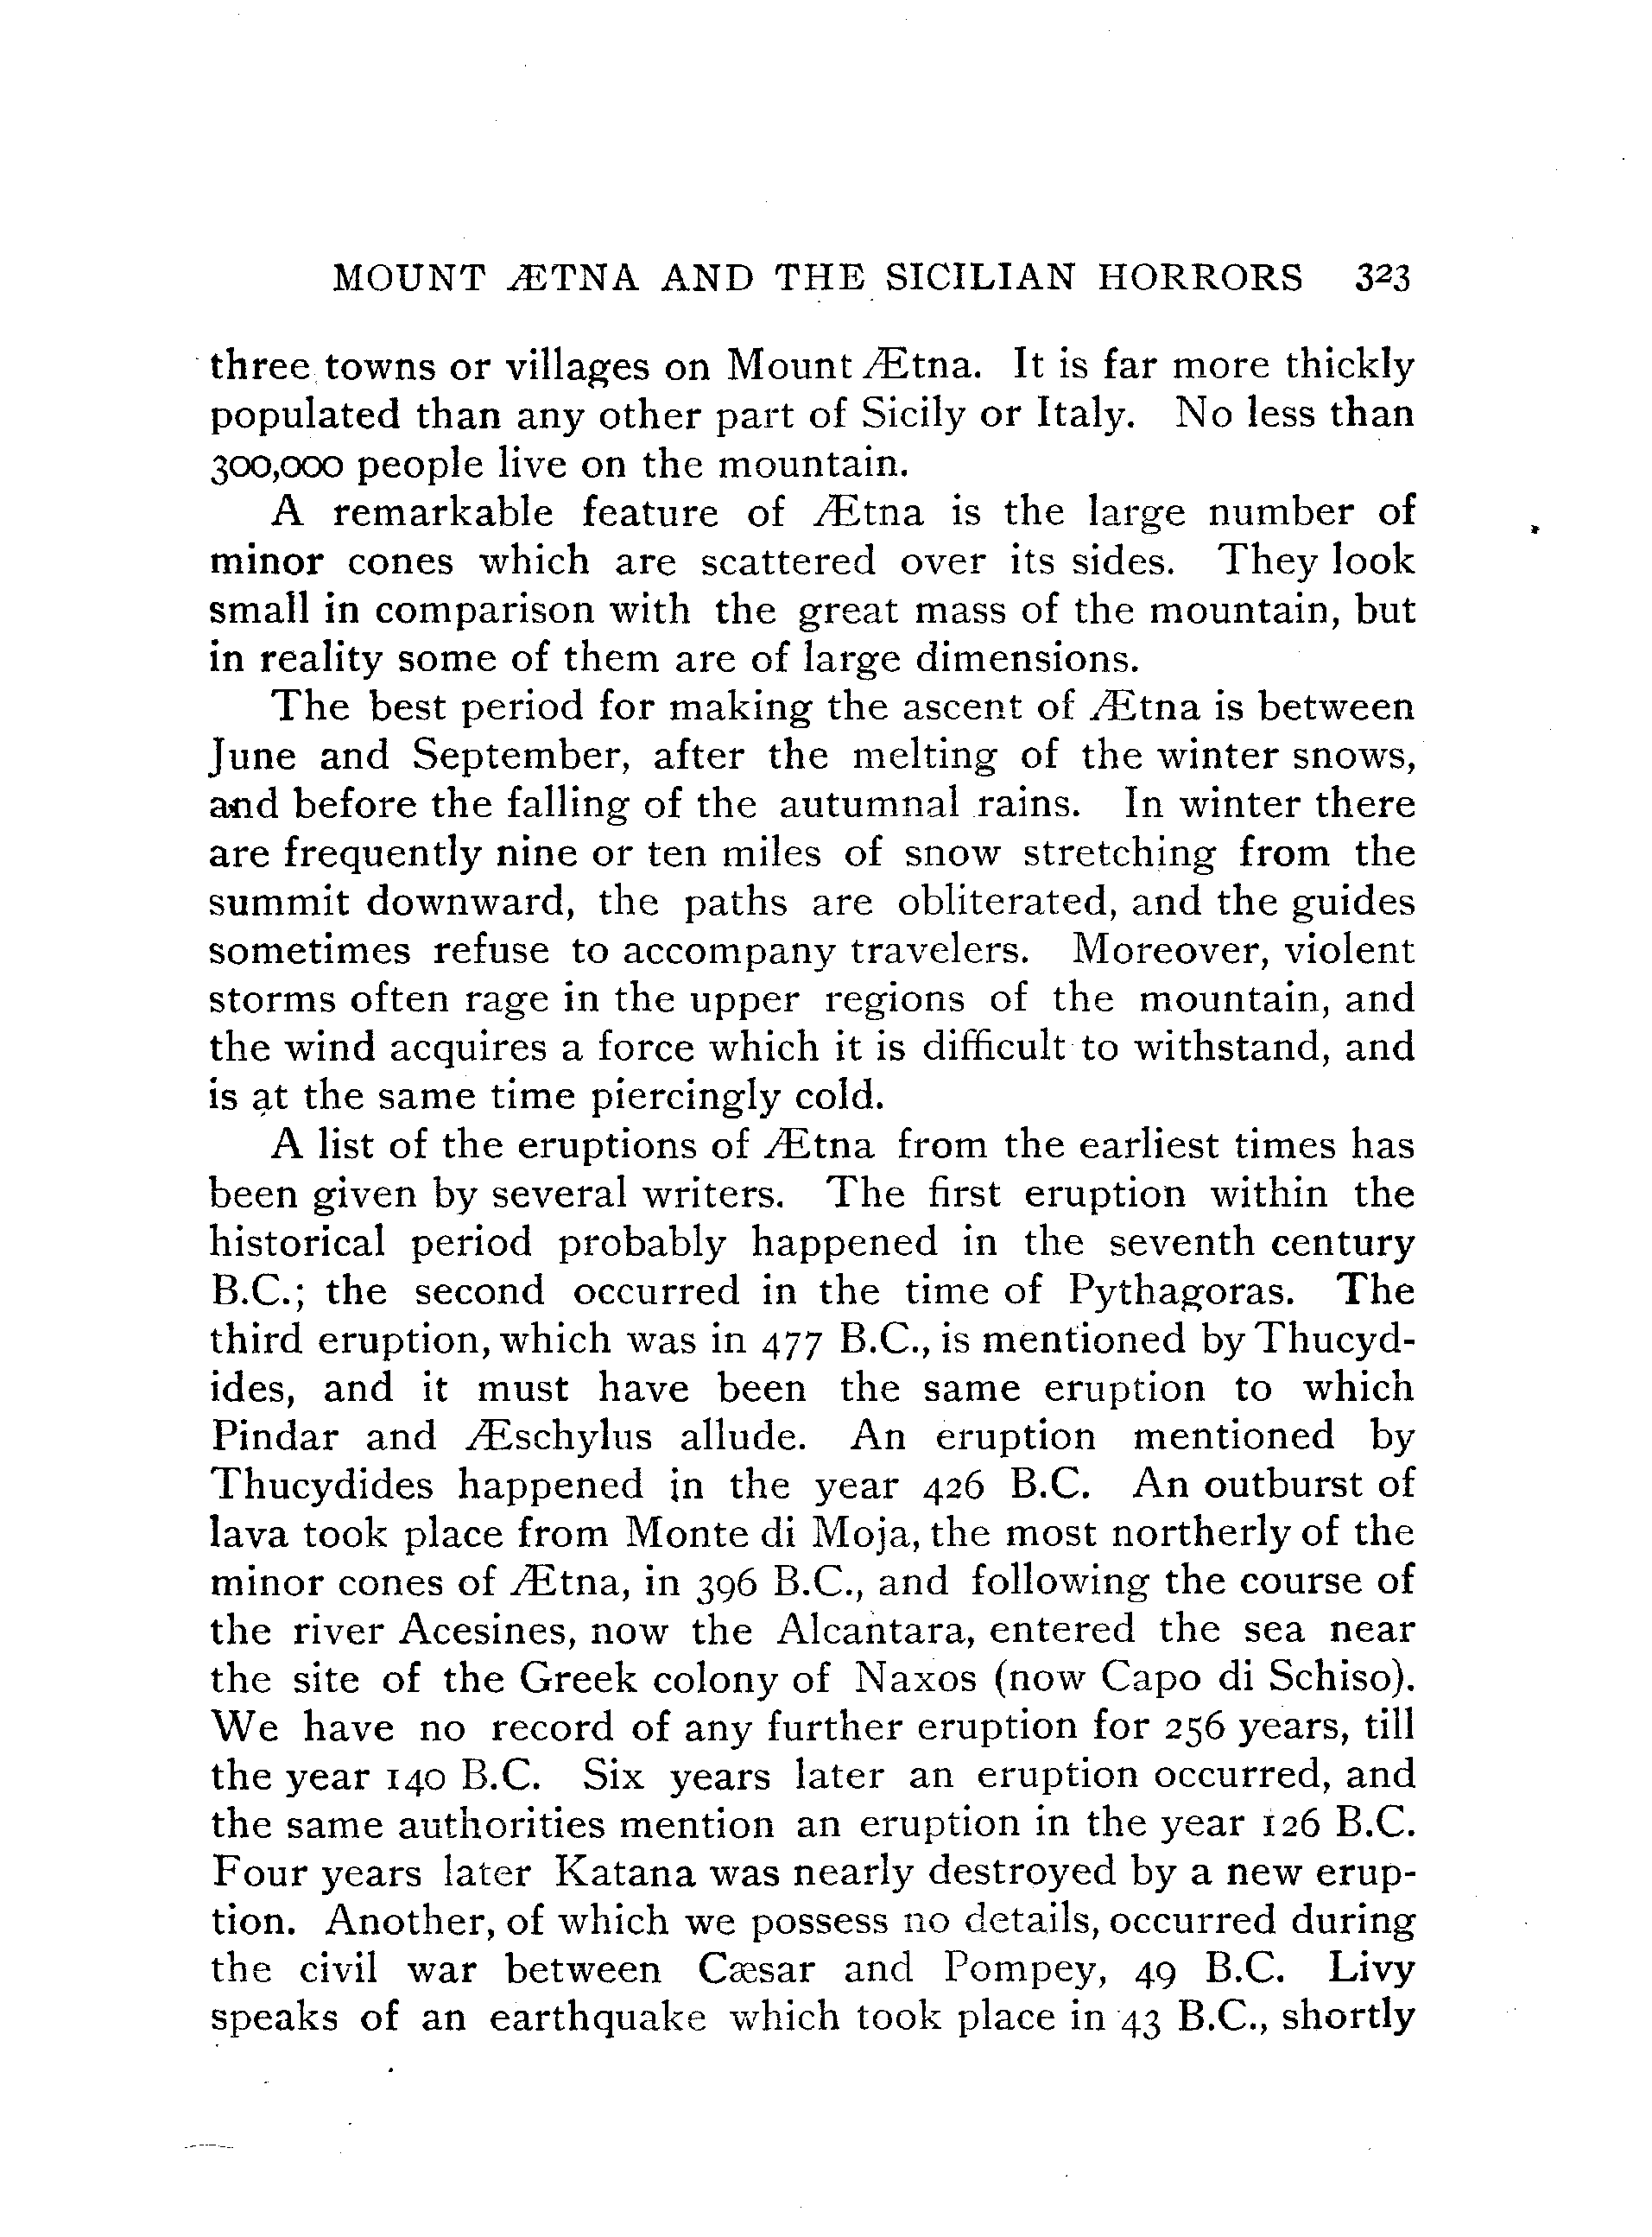 MOUNT ÆTNA AND THE SICILIAN HORRORS 323
three towns or villages on Mount Ætna. It is far more thickly
populated than any other part of Sicily or Italy. No less than
300,000 people live on the mountain.
A remarkable feature of Ætna is the large number of
minor cones which are scattered over its sides. They look
small in comparison with the great mass of the mountain, but
in reality some of them are of large dimensions.
The best period for making the ascent of Ætna is between
June and September, after the melting of the winter snows,
and before the falling of the autumnal rains. In winter there
are frequently nine or ten miles of snow stretching from the
summit downward, the paths are obliterated, and the guides
sometimes refuse to accompany travelers. Moreover, violent
storms often rage in the upper regions of the mountain, and
the wind acquires a force which it is difficult to withstand, and
is at the same time piercingly cold.
A list of the eruptions of Ætna from the earliest times has
been given by several writers. The first eruption within the
historical period probably happened in the seventh century
B.C.; the second occurred in the time of Pythagoras. The
third eruption, which was in 477 B.C., is mentioned by Thucyd-
ides, and it must have been the same eruption to which
Pindar and Æschylus allude. An eruption mentioned by
Thucydides happened in the year 426 B.C. An outburst of
lava took place from Monte di Moja, the most northerly of the
minor cones of Ætna, in 396 B.C., and following the course of
the river Acesines, now the Alcantara, entered the sea near
the site of the Greek colony of Naxos (now Capo di Schiso).
We have no record of any further eruption for 256 years, till
the year 140 B.C. Six years later an eruption occurred, and
the same authorities mention an eruption in the year 126 B.C.
Four years later Katana was nearly destroyed by a new erup-
tion. Another, of which we possess no details, occurred during
the civil war between Cæsar and Pompey, 49 B.C. Livy
speaks of an earthquake which took place in 43 B.C., shortly